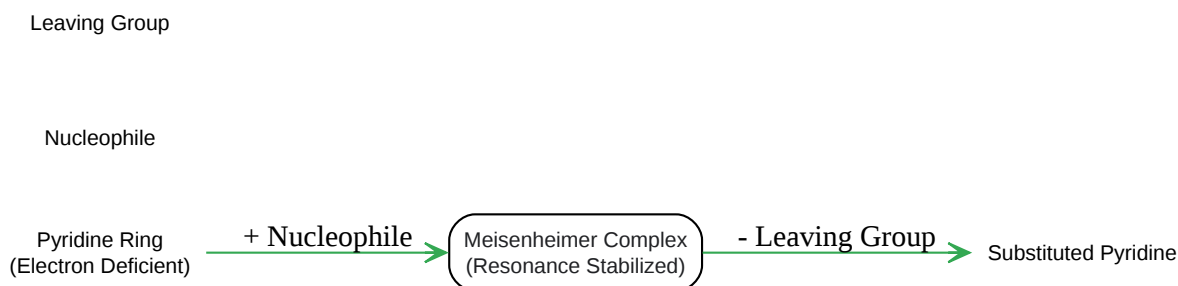 Leaving Group
Nucleophile
Pyridine Ring
(Electron Deficient)
+ Nucleophile
Meisenheimer Complex
(Resonance Stabilized)
- Leaving Group
Substituted Pyridine